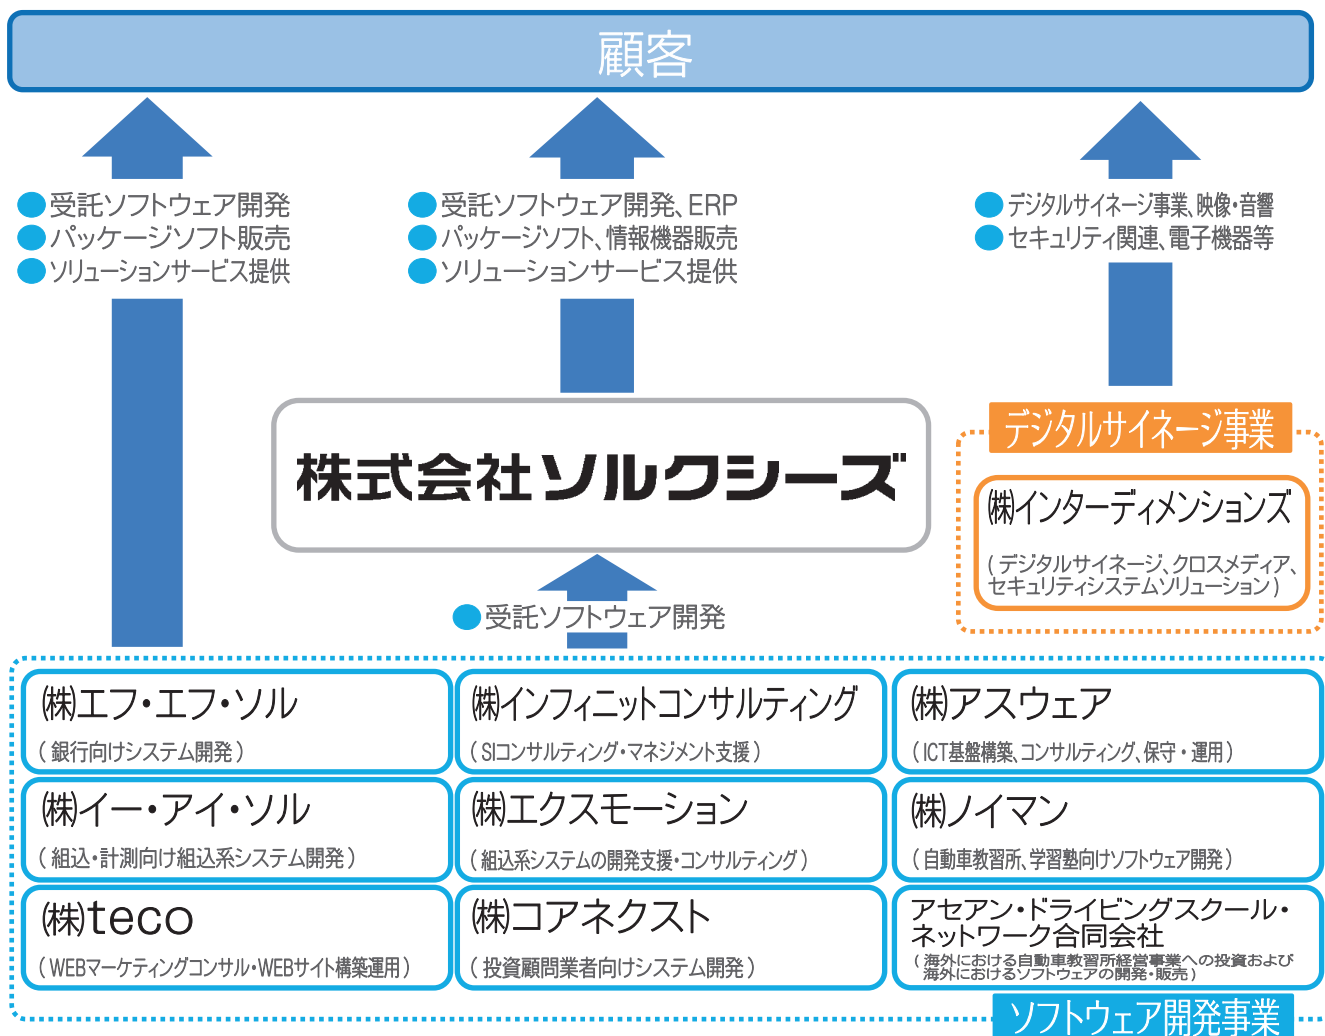 顧客
●受託ソフトウェア開発
●パッケージソフト販売
●ソリューションサービス提供
●受託ソフトウェア開発、ERP
●パッケージソフト、情報機器販売
●ソリューションサービス提供
●デジタルサイネージ事業、映像・音響
●セキュリティ関連、電子機器等
株式会社ソルクシーズ
デジタルサイネージ事業
㈱インターディメンションズ
(デジタルサイネージ、クロスメディア、
セキュリティシステムソリューション)
●受託ソフトウェア開発
㈱エフ・エフ・ソル
(銀行向けシステム開発)
㈱インフィニットコンサルティング
(SIコンサルティング・マネジメント支援)
㈱アスウェア
(ICT基盤構築、コンサルティング、保守・運用)
㈱イー・アイ・ソル
(組込・計測向け組込系システム開発)
㈱エクスモーション
(組込系システムの開発支援・コンサルティング)
㈱ノイマン
(自動車教習所、学習塾向けソフトウェア開発)
㈱teco
(WEBマーケティングコンサル・WEBサイト構築運用)
㈱コアネクスト
(投資顧問業者向けシステム開発)
アセアン・ドライビングスクール・
ネットワーク合同会社
(海外における自動車教習所経営事業への投資および
海外におけるソフトウェアの開発・販売)
ソフトウェア開発事業